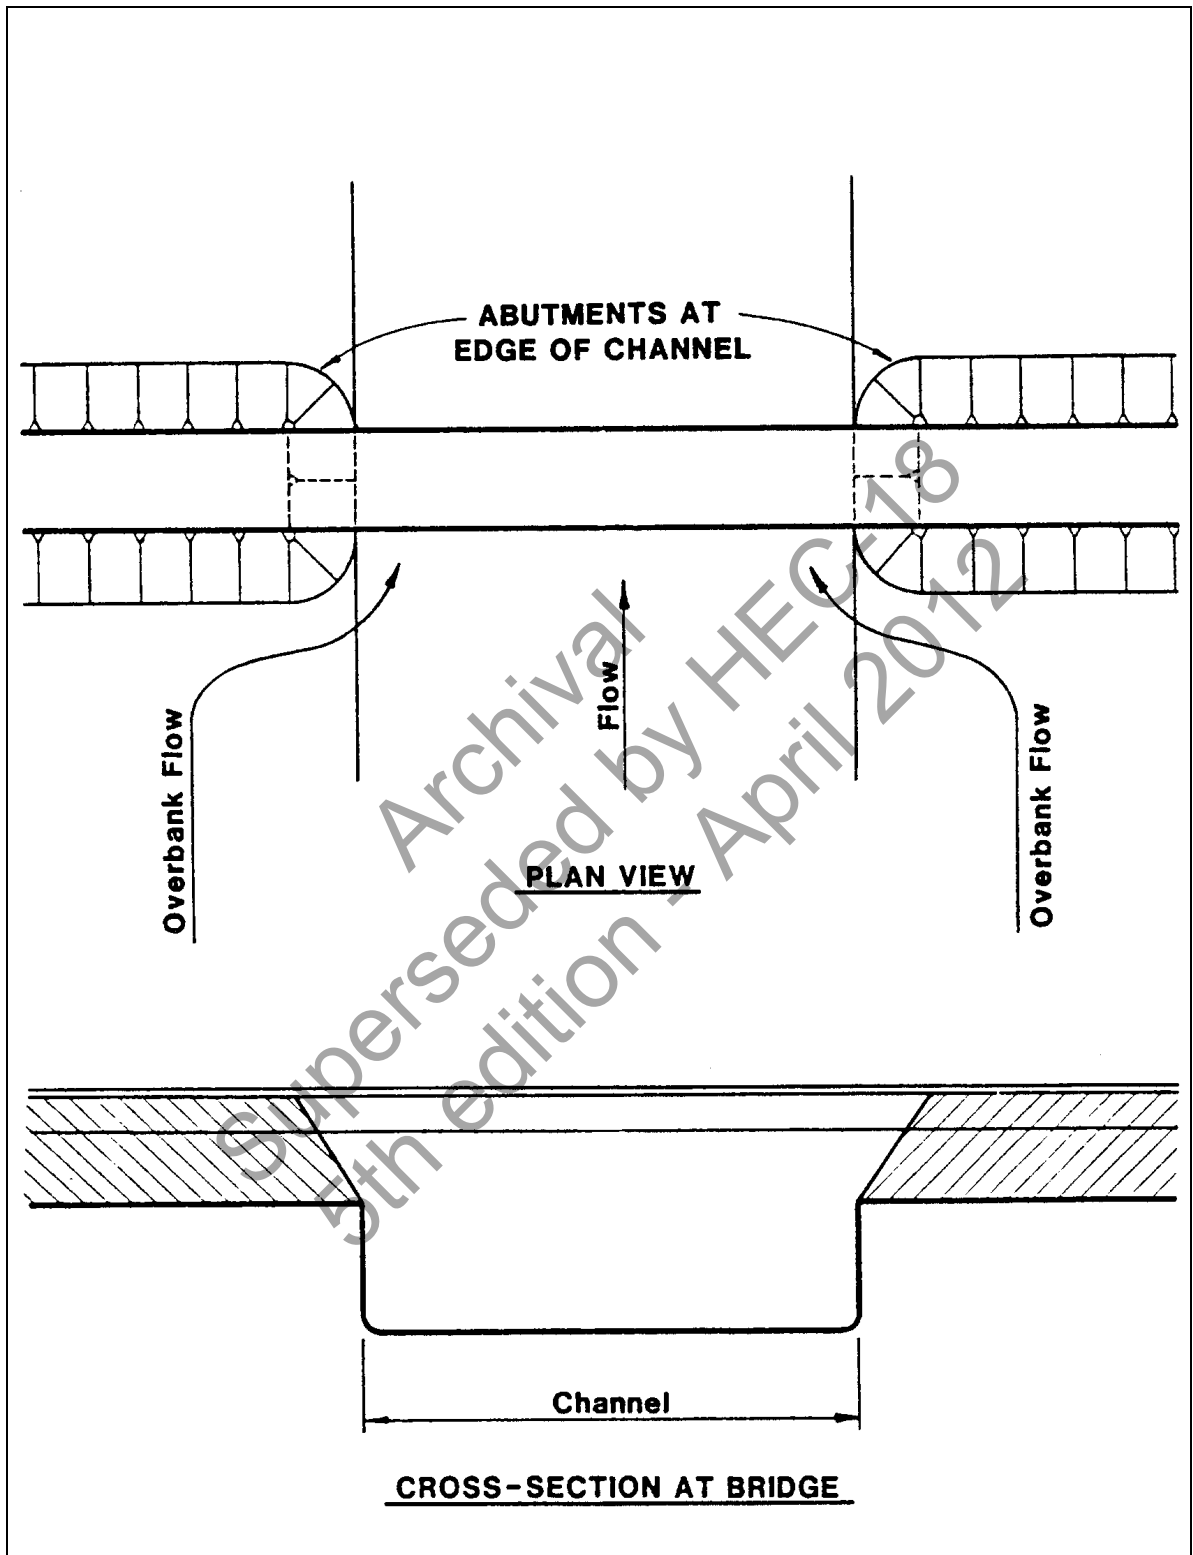 ABUTMENTS AT
EDGE OF CHANNEL
Overbank Flow
Flow
Overbank Flow
PLAN VIEW
Archival
Superseded by HEC-18
5th edition - April 2012
Channel
CROSS-SECTION AT BRIDGE